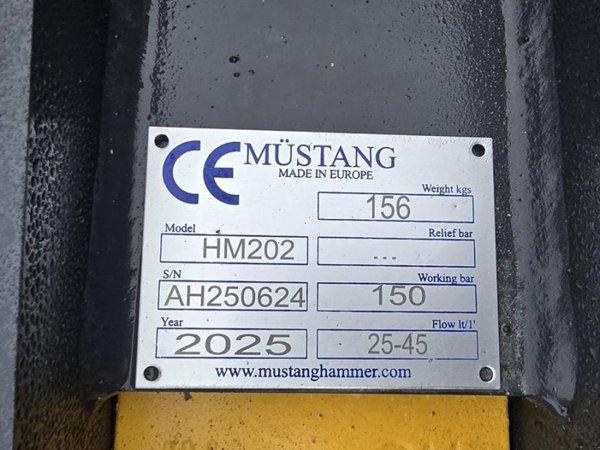 CE MÜSTANG
MADE IN EUROPE
Weight kgs
156
Model
HM202
Relief bar
...
S/N
AH250624
Working bar
150
Year
2025
Flow lt/1'
25-45
www.mustanghammer.com